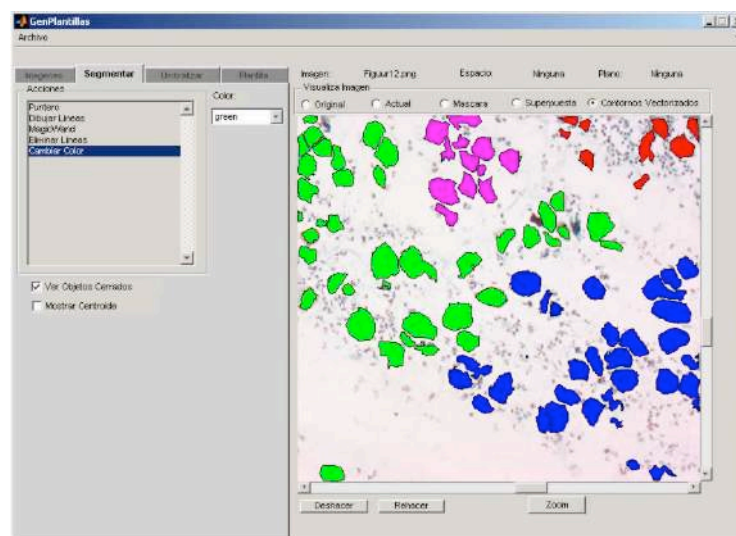 GenPlantillas
Archivo
Imagenes Segmentar Umbralizar Plantilla
Acciones
Puntero
Dibujar Lineas
MagicWand
Eliminar Lineas
Cambiar Color
Color:
green
Ver Objetos Cerrados
Mostrar Centroide
Imagen: Figuur12.png Espacio: Ninguna Plano: Ninguna
Visualiza Imagen
Original Actual Mascara Superpuesta Contornos Vectorizados
Deshacer Rehacer Zoom